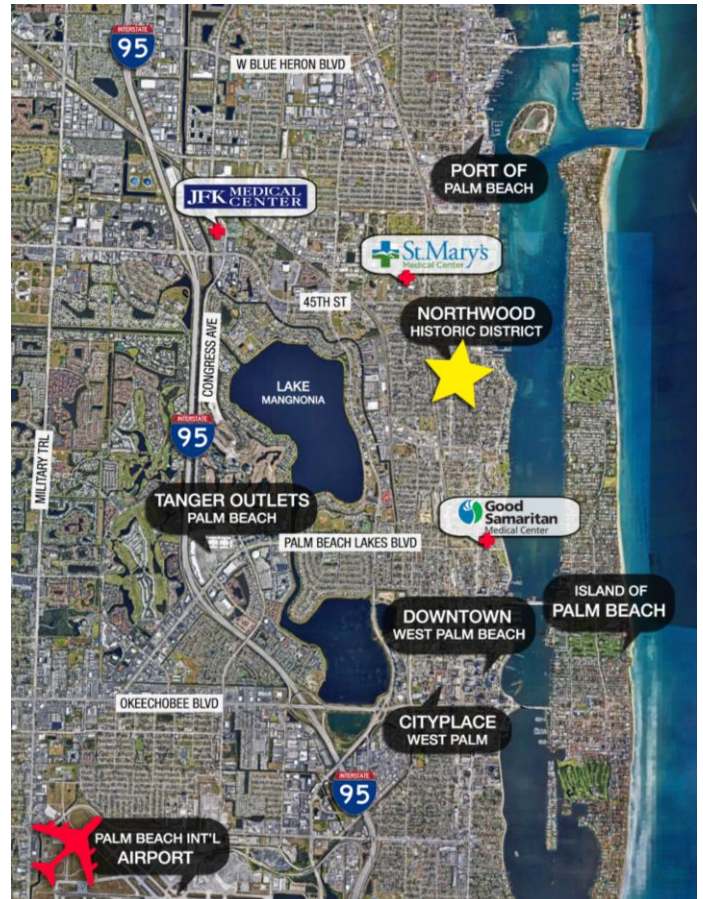 INTERSTATE
95
W BLUE HERON BLVD
PORT OF
PALM BEACH
JFK MEDICAL
CENTER
St. Mary's
Medical Center
45TH ST
NORTHWOOD
HISTORIC DISTRICT
CONGRESS AVE
LAKE
MANGNONIA
INTERSTATE
95
MILITARY TRL
TANGER OUTLETS
PALM BEACH
Good
Samaritan
Medical Center
PALM BEACH LAKES BLVD
ISLAND OF
PALM BEACH
DOWNTOWN
WEST PALM BEACH
OKEECHOBEE BLVD
CITYPLACE
WEST PALM
INTERSTATE
95
PALM BEACH INT'L
AIRPORT